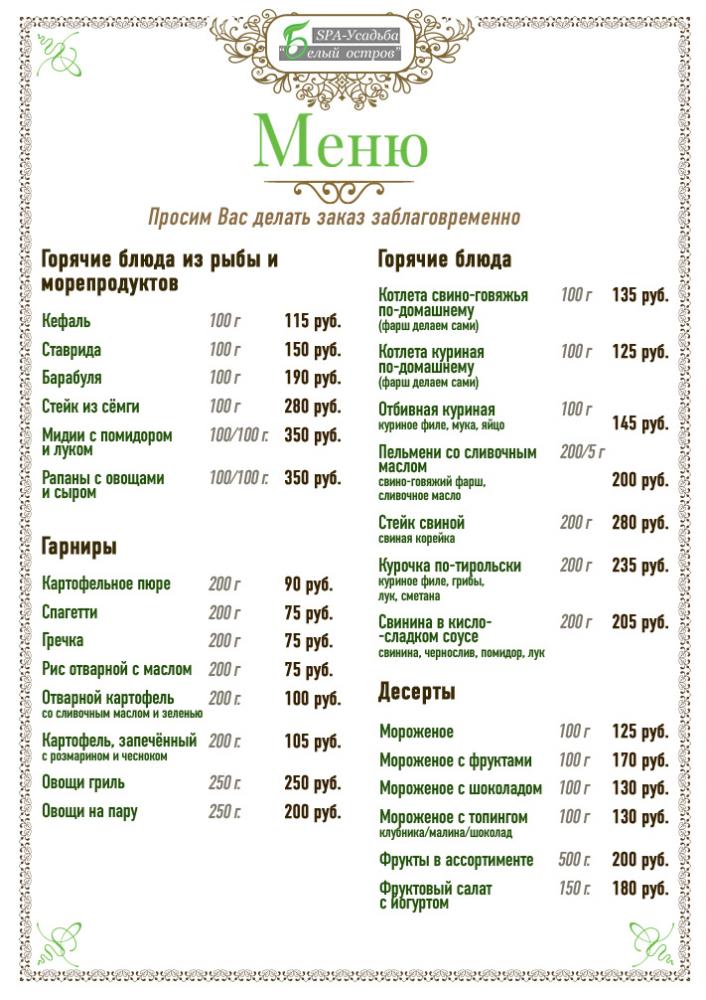 SPA-Усадьба
"Белый остров"
Меню
Просим Вас делать заказ заблаговременно
Горячие блюда из рыбы и
морепродуктов
Кефаль 100 г 115 руб.
Ставрида 100 г 150 руб.
Барабуля 100 г 190 руб.
Стейк из сёмги 100 г 280 руб.
Мидии с помидором 100/100 г. 350 руб.
и луком
Рапаны с овощами 100/100 г. 350 руб.
и сыром
Гарниры
Картофельное пюре 200 г 90 руб.
Спагетти 200 г 75 руб.
Гречка 200 г 75 руб.
Рис отварной с маслом 200 г 75 руб.
Отварной картофель 200 г. 100 руб.
со сливочным маслом и зеленью
Картофель, запечённый 200 г. 105 руб.
с розмарином и чесноком
Овощи гриль 250 г. 250 руб.
Овощи на пару 250 г. 200 руб.
Горячие блюда
Котлета свино-говяжья 100 г 135 руб.
по-домашнему
(фарш делаем сами)
Котлета куриная 100 г 125 руб.
по-домашнему
(фарш делаем сами)
Отбивная куриная 100 г
куриное филе, мука, яйцо 145 руб.
Пельмени со сливочным 200/5 г
маслом
свино-говяжий фарш, 200 руб.
сливочное масло
Стейк свиной 200 г 280 руб.
свиная корейка
Курочка по-тирольски 200 г 235 руб.
куриное филе, грибы,
лук, сметана
Свинина в кисло- 200 г 205 руб.
-сладком соусе
свинина, чернослив, помидор, лук
Десерты
Мороженое 100 г 125 руб.
Мороженое с фруктами 100 г 170 руб.
Мороженое с шоколадом 100 г 130 руб.
Мороженое с топингом 100 г 130 руб.
клубника/малина/шоколад
Фрукты в ассортименте 500 г. 200 руб.
Фруктовый салат 150 г. 180 руб.
с йогуртом